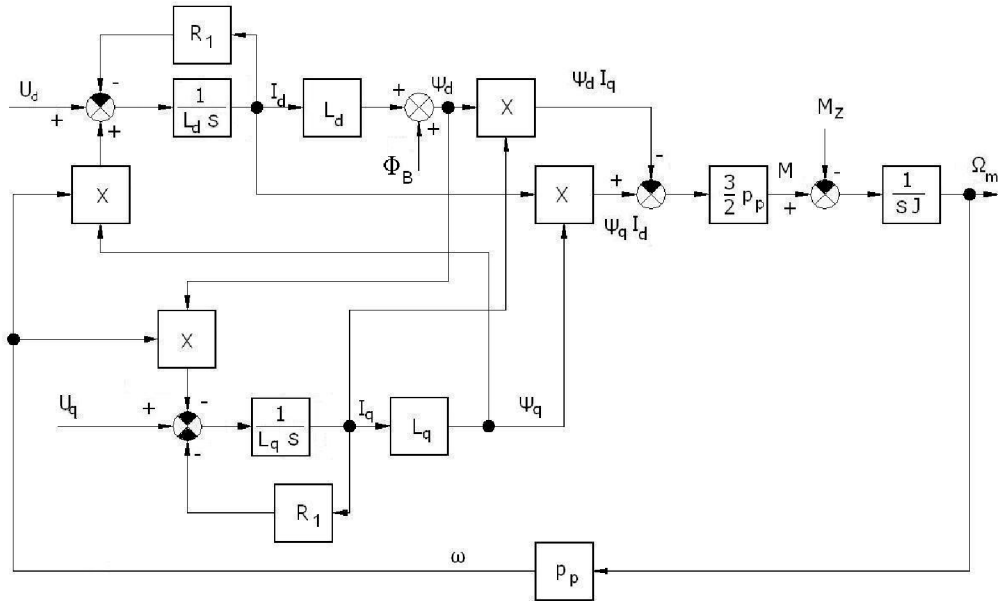 R1
-
Ud
+
+
1
Ld s
Id
Ld
+
+
Ψd
ΦB
X
Ψd Iq
-
MZ
X
X
+
Ψq Id
3
2
pp
M
+
-
1
sJ
Ωm
X
-
Uq
+
-
1
Lq s
Iq
Lq
Ψq
R1
ω
pp